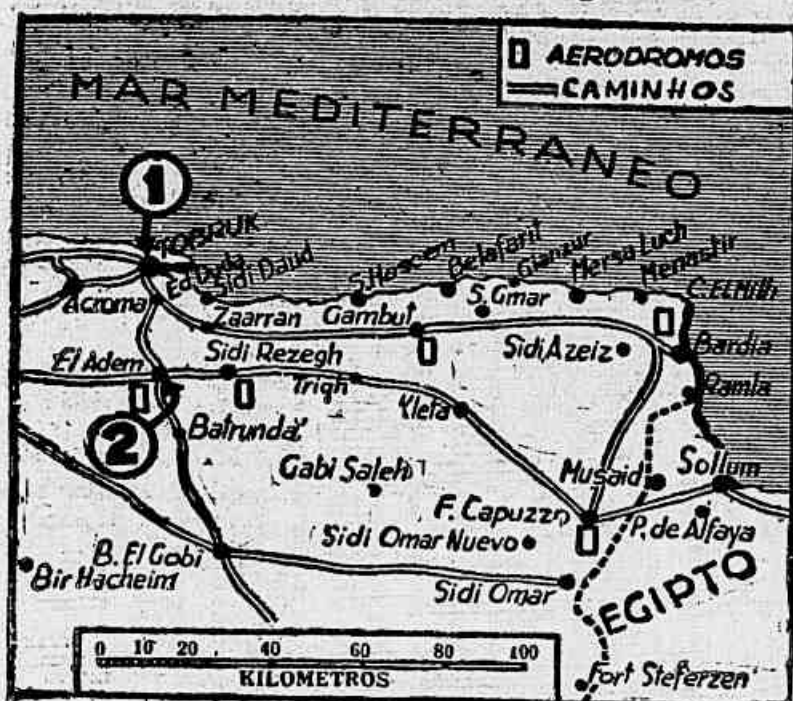 AERODROMOS
CAMINHOS
MAR MEDITERRANEO
1
TOBRUK
Ed Duda
Sidi Daud
S. Hascem
Belafarit
Gianzur
Mersa Luch
Menastir
C. El Milh
Acroma
Zaarran
Gambut
S. Gmar
Sidi Azeiz
Bardia
El Adem
Sidi Rezegh
Trigh
Ramla
2
Batrunda
Kleta
Gabi Saleh
Musaid
Sollum
F. Capuzzo
P. de Alfaya
Sidi Omar Nuevo
B. El Gobi
Bir Hacheim
Sidi Omar
EGIPTO
0 10 20 40 60 80 100
KILOMETROS
Fort Steferzen